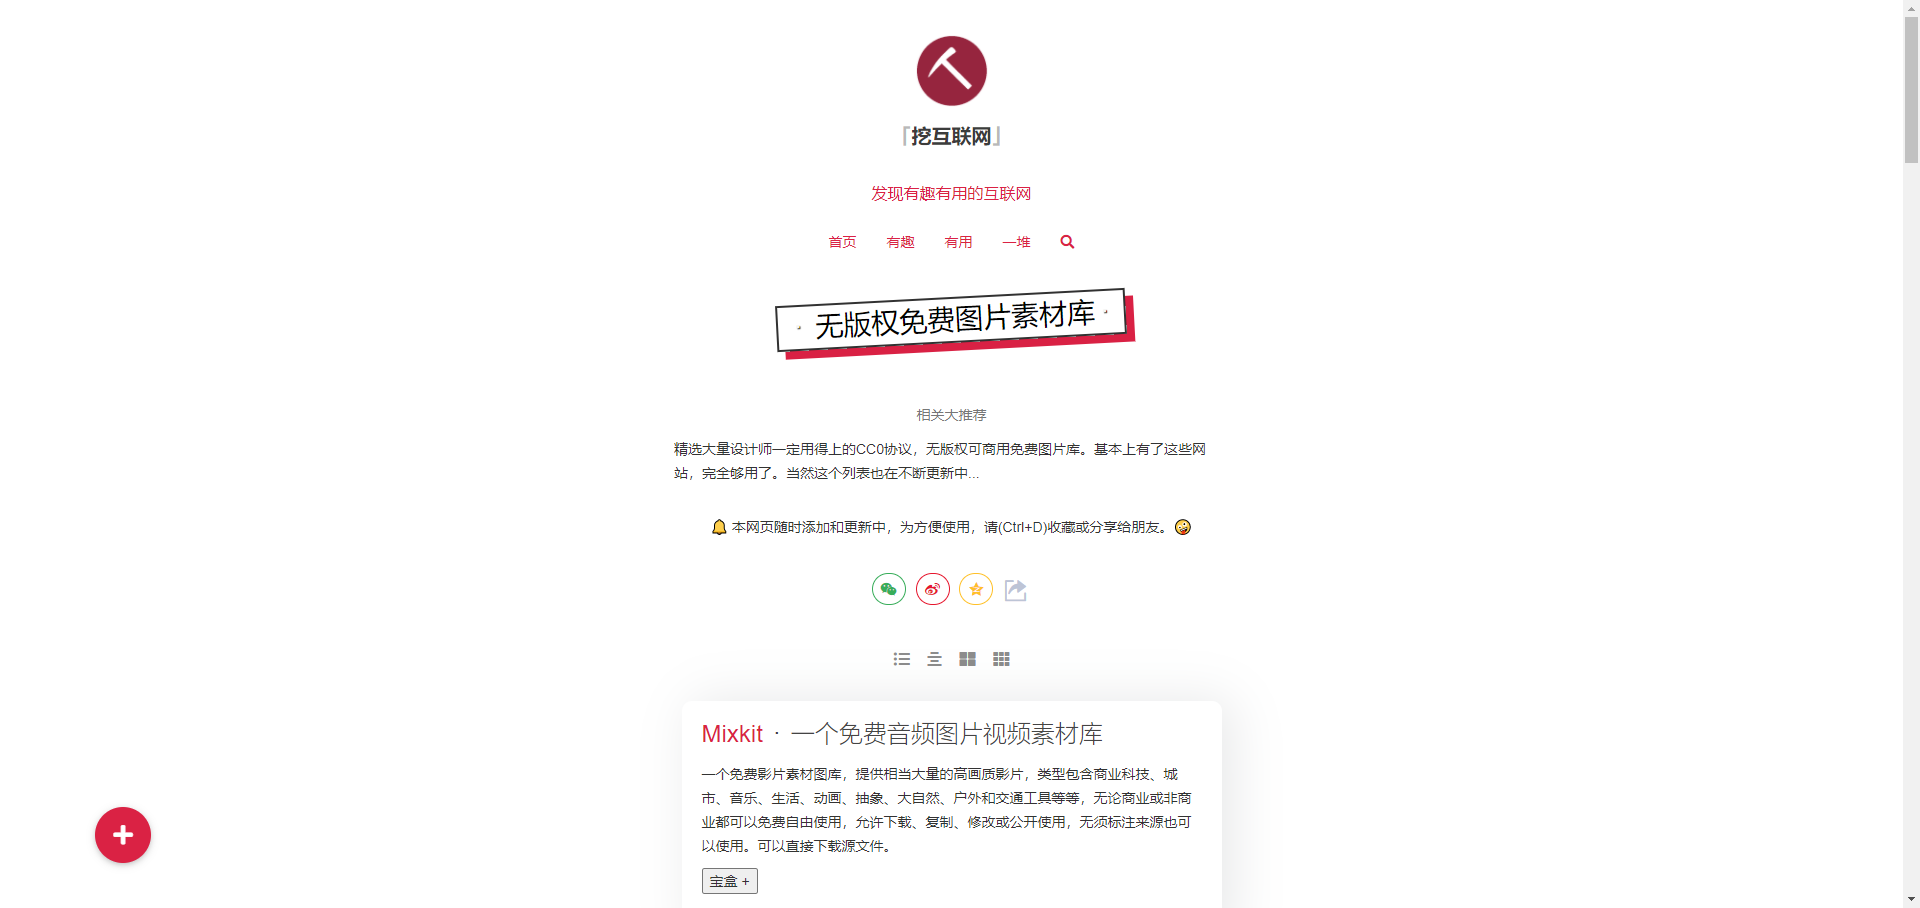 「挖互联网」
发现有趣有用的互联网
首页 有趣 有用 一堆
无版权免费图片素材库
相关大推荐
精选大量设计师一定用得上的CC0协议，无版权可商用免费图片库。基本上有了这些网
站，完全够用了。当然这个列表也在不断更新中...
本网页随时添加和更新中，为方便使用，请(Ctrl+D)收藏或分享给朋友。
Mixkit · 一个免费音频图片视频素材库
一个免费影片素材图库，提供相当大量的高画质影片，类型包含商业科技、城
市、音乐、生活、动画、抽象、大自然、户外和交通工具等等，无论商业或非商
业都可以免费自由使用，允许下载、复制、修改或公开使用，无须标注来源也可
以使用。可以直接下载源文件。
宝盒 +